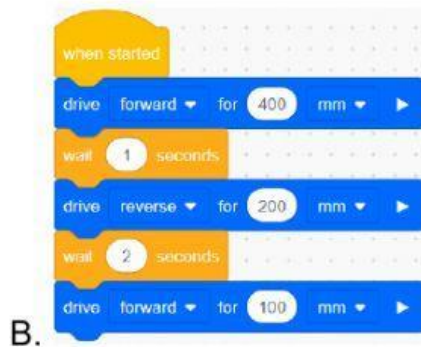 when started
drive forward for 400 mm
wait 1 seconds
drive reverse for 200 mm
wait 2 seconds
drive forward for 100 mm
B.